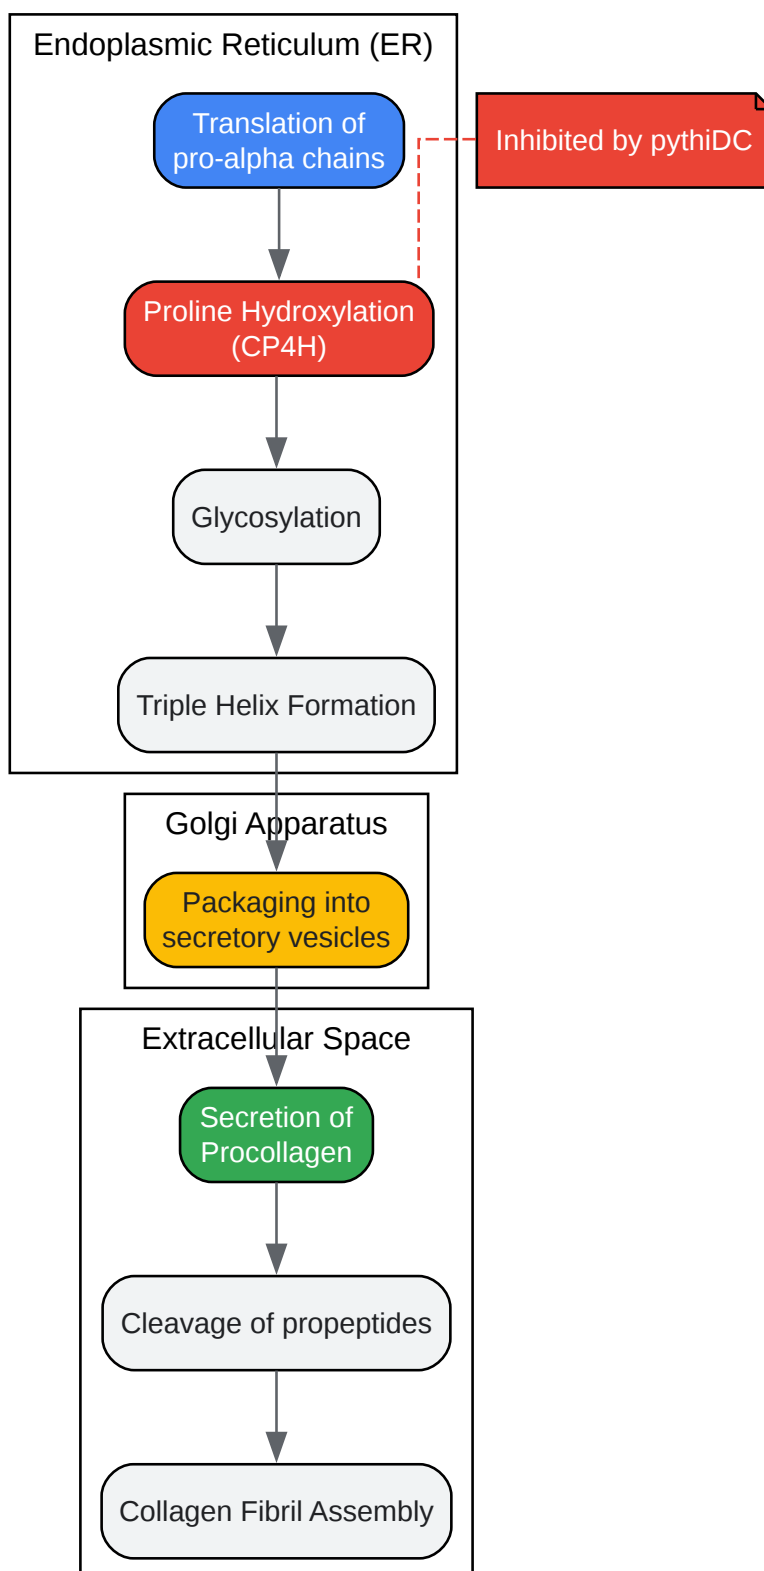 Endoplasmic Reticulum (ER)
Translation of
pro-alpha chains
Inhibited by pythiDC
Proline Hydroxylation
(CP4H)
Glycosylation
Triple Helix Formation
Golgi Apparatus
Packaging into
secretory vesicles
Extracellular Space
Secretion of
Procollagen
Cleavage of propeptides
Collagen Fibril Assembly